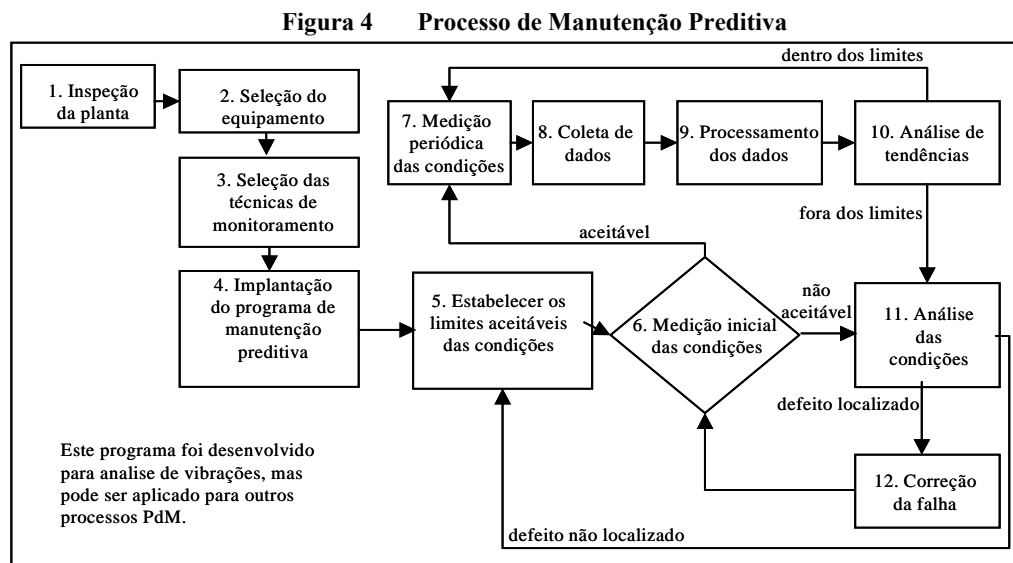 Figura 4 Processo de Manutenção Preditiva
1. Inspeção
da planta
2. Seleção do
equipamento
3. Seleção das
técnicas de
monitoramento
4. Implantação
do programa de
manutenção
preditiva
5. Estabelecer os
limites aceitáveis
das condições
6. Medição inicial
das condições
aceitável
não
aceitável
7. Medição
periódica
das condições
8. Coleta de
dados
9. Processamento
dos dados
10. Análise de
tendências
dentro dos limites
fora dos limites
11. Análise
das
condições
defeito localizado
12. Correção
da falha
defeito não localizado
Este programa foi desenvolvido
para analise de vibrações, mas
pode ser aplicado para outros
processos PdM.